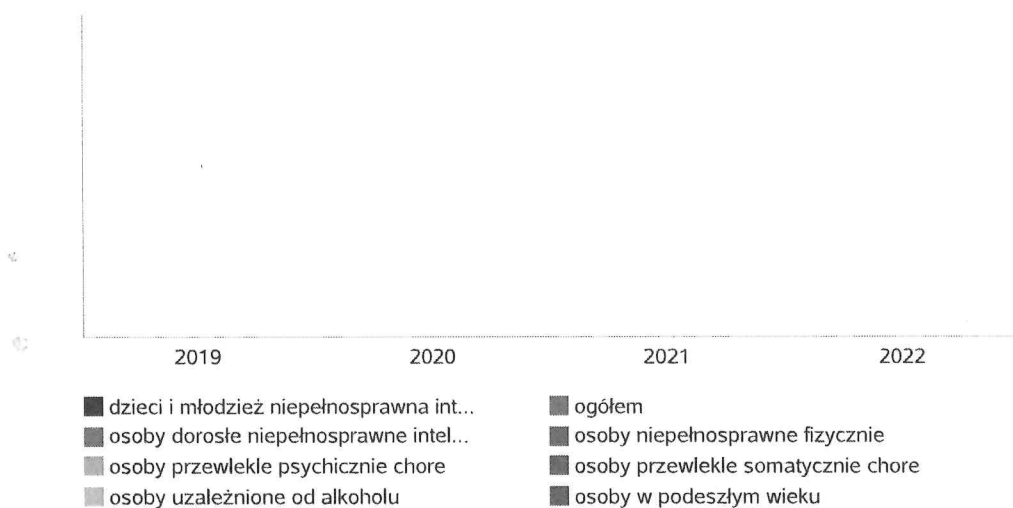 2019 2020 2021 2022
dzieci i młodzież niepełnosprawna int... ogółem
osoby dorosłe niepełnosprawne intel... osoby niepełnosprawne fizycznie
osoby przewlekle psychicznie chore osoby przewlekle somatycznie chore
osoby uzależnione od alkoholu osoby w podeszłym wieku